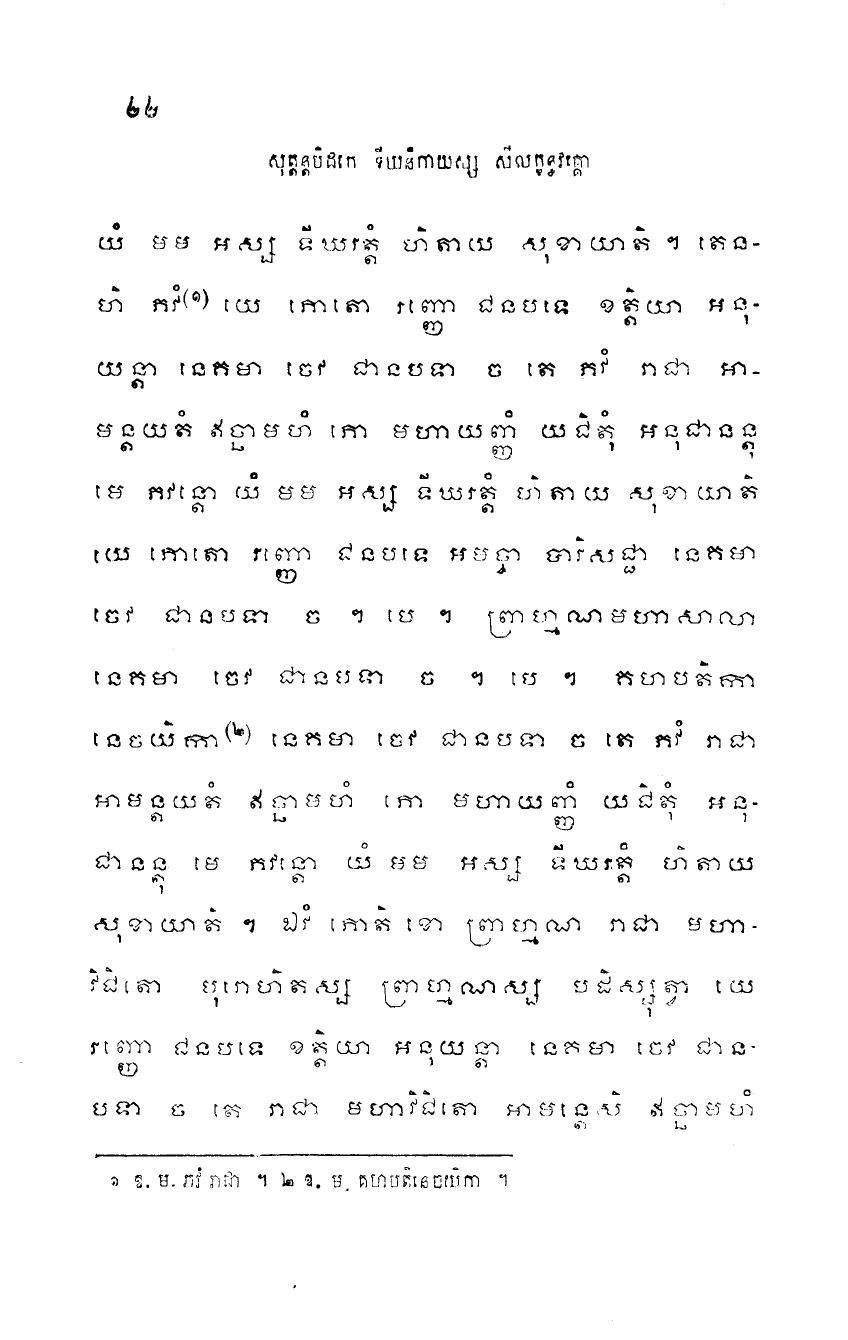 ៤៤
សុត្តន្តបិដកេ ទីឃនិកាយស្ស សីលក្ខន្ធវគ្គោ
យំ មម អស្ស ទីឃរត្តំ ហិតាយ សុខាយាតិ ។ តេន-
ហិ ភវំ(១) យេ ភោតោ រញ្ញោ ជនបទេ ខត្តិយា អនុ-
យន្តា នេគមា ចេវ ជានបទា ច តេ ភវំ រាជា អា-
មន្តយតំ ឥច្ឆាមហំ ភោ មហាយញ្ញំ យជិតុំ អនុជានន្តុ
មេ ភវន្តោ យំ មម អស្ស ទីឃរត្តំ ហិតាយ សុខាយាតិ
យេ ភោតោ រញ្ញោ ជនបទេ អមច្ចា បារិសជ្ជា នេគមា
ចេវ ជានបទា ច ។ បេ ។ ព្រាហ្មណមហាសាលា
នេគមា ចេវ ជានបទា ច ។ បេ ។ គហបតិកា
នេចយិកា(២) នេគមា ចេវ ជានបទា ច តេ ភវំ រាជា
អាមន្តយតំ ឥច្ឆាមហំ ភោ មហាយញ្ញំ យជិតុំ អនុ-
ជានន្តុ មេ ភវន្តោ យំ មម អស្ស ទីឃរត្តំ ហិតាយ
សុខាយាតិ ។ ឯវំ ភោតិ ខោ ព្រាហ្មណ រាជា មហា-
វិជិតោ បុរោហិតស្ស ព្រាហ្មណស្ស បដិស្សុត្វា យេ
រញ្ញោ ជនបទេ ខត្តិយា អនុយន្តា នេគមា ចេវ ជាន-
បទា ច តេ រាជា មហាវិជិតោ អាមន្តេសិ ឥច្ឆាមហំ
១ ឱ. ម. ភវំ រាជា ។ ២ ឱ. ម. គហបតិនេចយិកា ។